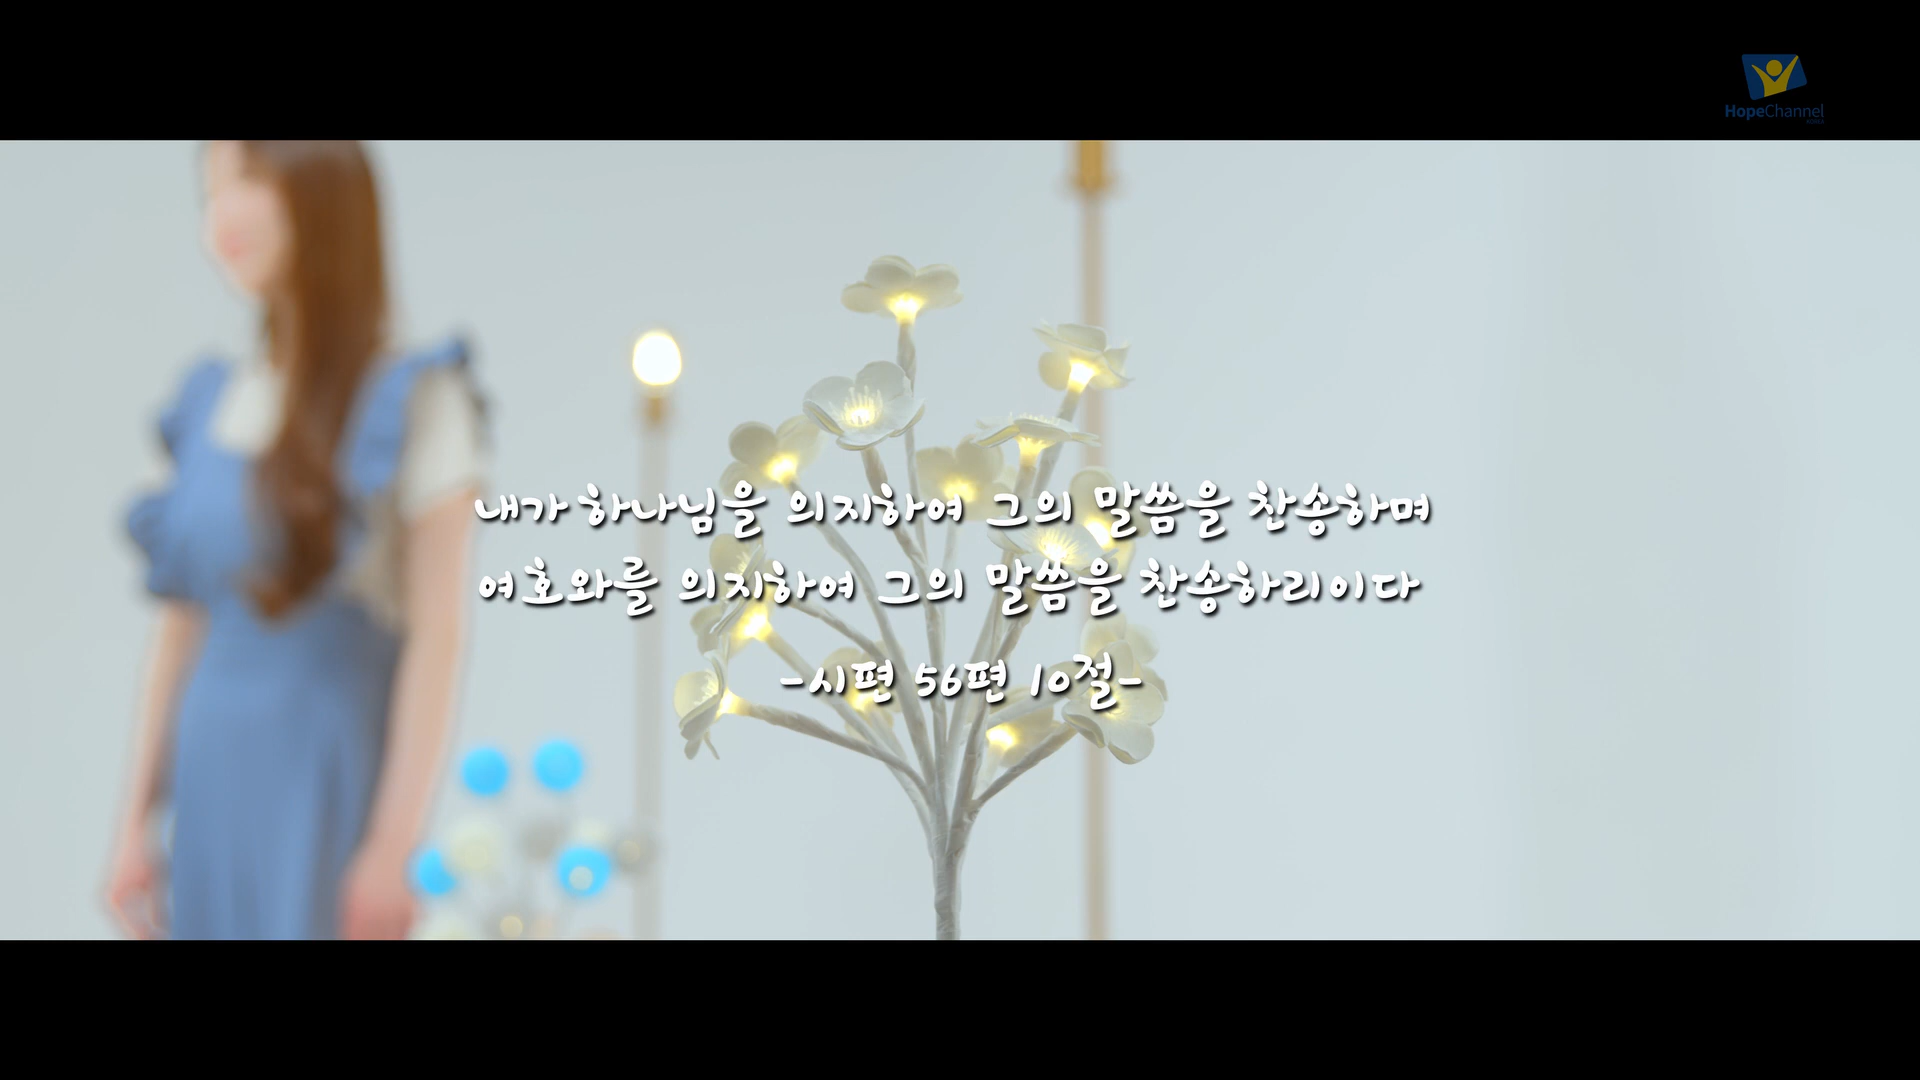 HopeChannel
내가 하나님을 의지하여 그의 말씀을 찬송하며
여호와를 의지하여 그의 말씀을 찬송하리이다
-시편 56편 10절-